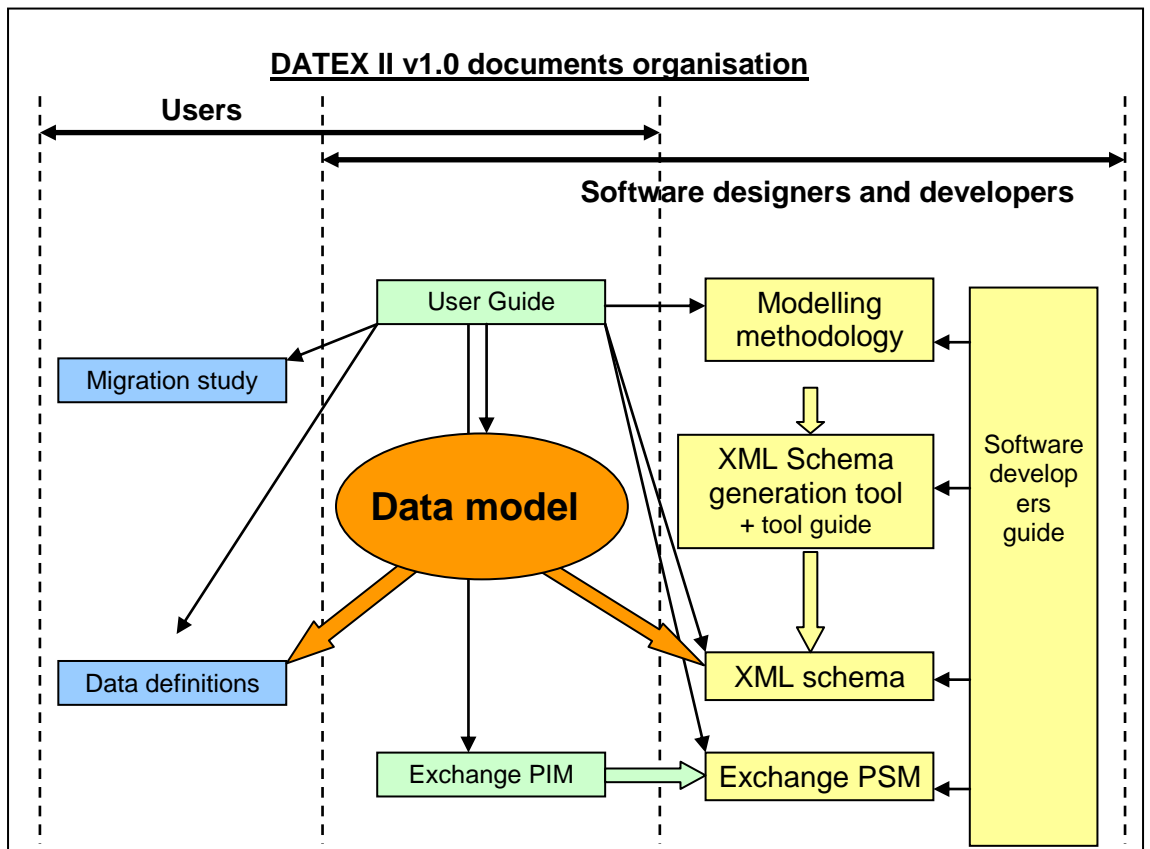 DATEX II v1.0 documents organisation
Users
Software designers and developers
User Guide
Modelling
methodology
Migration study
Data model
XML Schema
generation tool
+ tool guide
Software
develop
ers
guide
Data definitions
XML schema
Exchange PIM
Exchange PSM